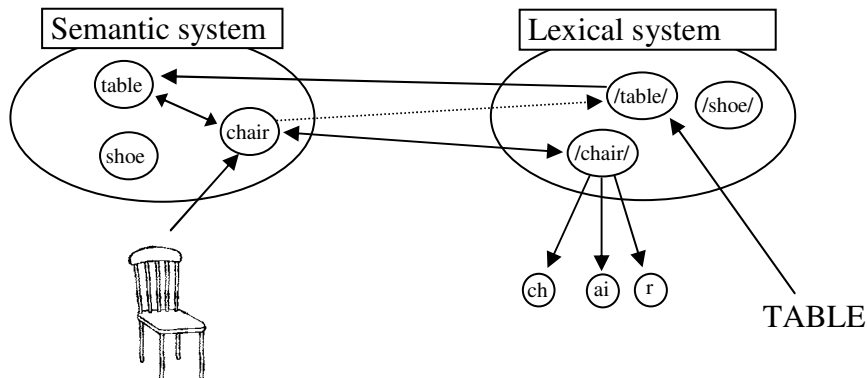 Semantic system
Lexical system
table
/table/
/shoe/
chair
shoe
/chair/
ch
ai
r
TABLE